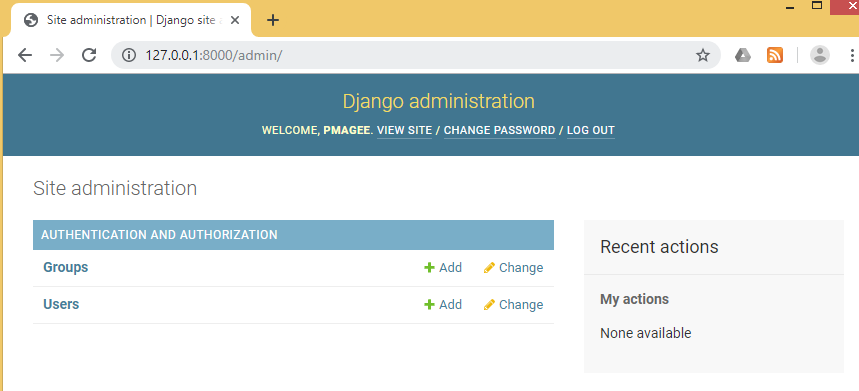 Site administration | Django site
127.0.0.1:8000/admin/
Django administration
WELCOME, PMAGEE. VIEW SITE / CHANGE PASSWORD / LOG OUT
Site administration
AUTHENTICATION AND AUTHORIZATION
Groups Add Change
Users Add Change
Recent actions
My actions
None available